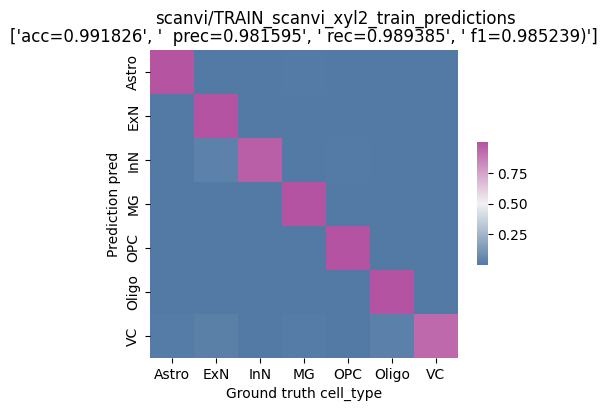 scanvi/TRAIN_scanvi_xyl2_train_predictions
['acc=0.991826', '  prec=0.981595', ' rec=0.989385', ' f1=0.985239)']
Astro
ExN
InN
MG
OPC
Oligo
VC
Prediction pred
0.75
0.50
0.25
Astro ExN InN MG OPC Oligo VC
Ground truth cell_type